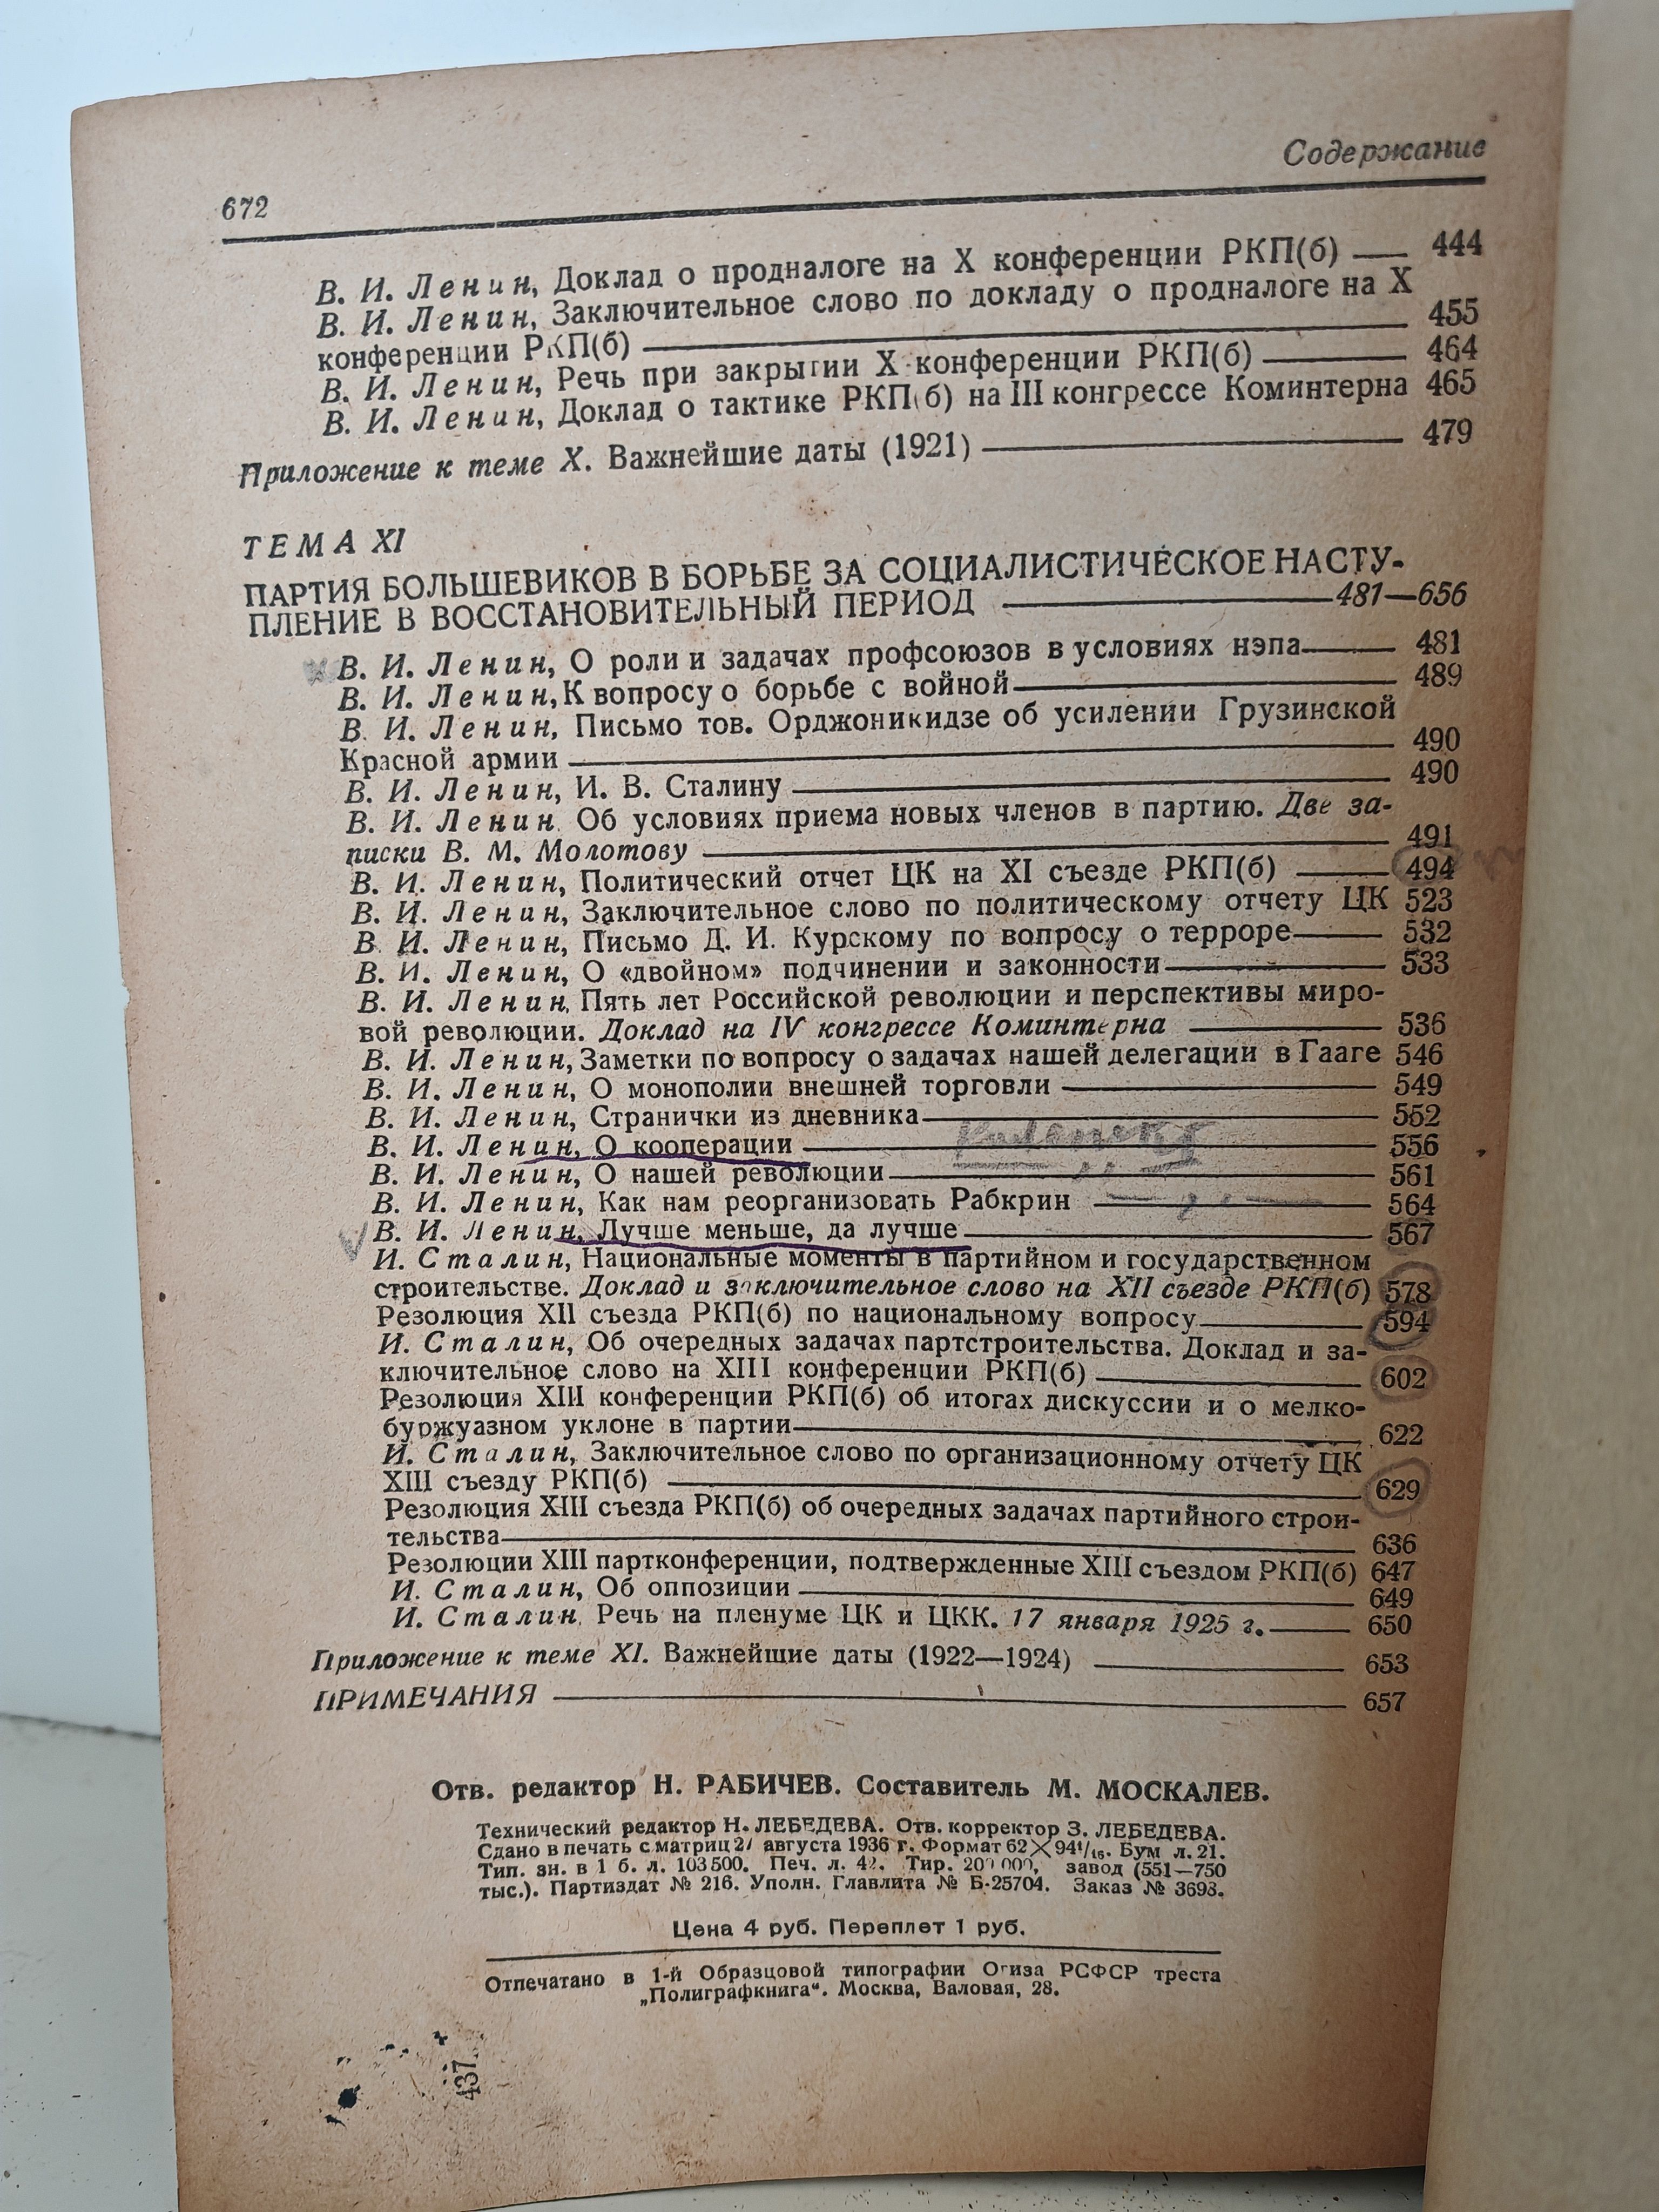 Содержание
672
В. И. Ленин, Доклад о продналоге на X конференции РКП(б) — 444
В. И. Ленин, Заключительное слово по докладу о продналоге на X
конференции РКП(б) — 455
В. И. Ленин, Речь при закрытии X конференции РКП(б) — 464
В. И. Ленин, Доклад о тактике РКП(б) на III конгрессе Коминтерна 465
Приложение к теме X. Важнейшие даты (1921) — 479
ТЕМА XI
ПАРТИЯ БОЛЬШЕВИКОВ В БОРЬБЕ ЗА СОЦИАЛИСТИЧЕСКОЕ НАСТУ-
ПЛЕНИЕ В ВОССТАНОВИТЕЛЬНЫЙ ПЕРИОД — 481—656
В. И. Ленин, О роли и задачах профсоюзов в условиях нэпа — 481
В. И. Ленин, К вопросу о борьбе с войной — 489
В. И. Ленин, Письмо тов. Орджоникидзе об усилении Грузинской
Красной армии — 490
В. И. Ленин, И. В. Сталину — 490
В. И. Ленин, Об условиях приема новых членов в партию. Две за-
писки В. М. Молотову — 491
В. И. Ленин, Политический отчет ЦК на XI съезде РКП(б) — 494
В. И. Ленин, Заключительное слово по политическому отчету ЦК 523
В. И. Ленин, Письмо Д. И. Курскому по вопросу о терроре — 532
В. И. Ленин, О «двойном» подчинении и законности — 533
В. И. Ленин, Пять лет Российской революции и перспективы миро-
вой революции. Доклад на IV конгрессе Коминтерна — 536
В. И. Ленин, Заметки по вопросу о задачах нашей делегации в Гааге 546
В. И. Ленин, О монополии внешней торговли — 549
В. И. Ленин, Странички из дневника — 552
В. И. Ленин, О кооперации — 556
В. И. Ленин, О нашей революции — 561
В. И. Ленин, Как нам реорганизовать Рабкрин — 564
В. И. Ленин, Лучше меньше, да лучше — 567
И. Сталин, Национальные моменты в партийном и государственном
строительстве. Доклад и заключительное слово на XII съезде РКП(б) 578
Резолюция XII съезда РКП(б) по национальному вопросу — 594
И. Сталин, Об очередных задачах партстроительства. Доклад и за-
ключительное слово на XIII конференции РКП(б) — 602
Резолюция XIII конференции РКП(б) об итогах дискуссии и о мелко-
буржуазном уклоне в партии — 622
И. Сталин, Заключительное слово по организационному отчету ЦК
XIII съезду РКП(б) — 629
Резолюция XIII съезда РКП(б) об очередных задачах партийного строи-
тельства — 636
Резолюции XIII партконференции, подтвержденные XIII съездом РКП(б) 647
И. Сталин, Об оппозиции — 649
И. Сталин, Речь на пленуме ЦК и ЦКК. 17 января 1925 г. — 650
Приложение к теме XI. Важнейшие даты (1922—1924) — 653
ПРИМЕЧАНИЯ — 657
Отв. редактор Н. РАБИЧЕВ. Составитель М. МОСКАЛЕВ.
Технический редактор Н. ЛЕБЕДЕВА. Отв. корректор З. ЛЕБЕДЕВА.
Сдано в печать с матриц августа 1936 г. Формат 62×94¹/₁₆. Бум л. 21.
Тип. зн. в 1 б. л. 103 500. Печ. л. 42. Тир. 200 000, завод (551—750
тыс.). Партиздат № 216. Уполн. Главлита № Б-25704. Заказ № 3698.
Цена 4 руб. Переплет 1 руб.
Отпечатано в 1-й Образцовой типографии Огиза РСФСР треста
„Полиграфкнига“. Москва, Валовая, 28.
437